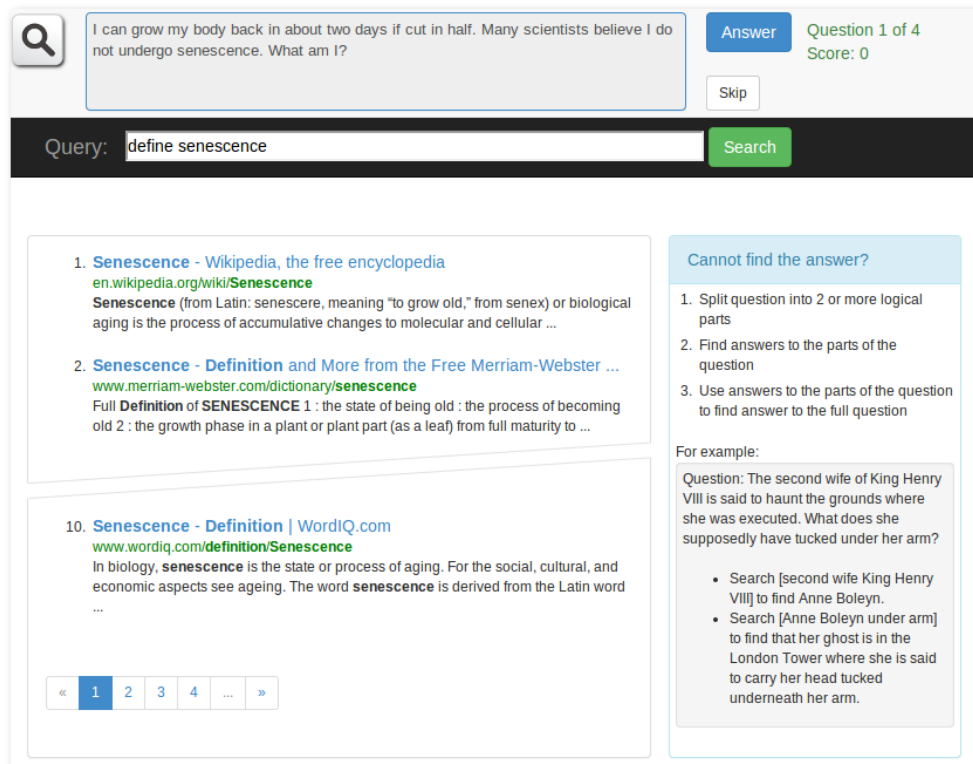 I can grow my body back in about two days if cut in half. Many scientists believe I do
not undergo senescence. What am I?
Answer
Question 1 of 4
Score: 0
Skip
Query:
define senescence
Search
1. Senescence - Wikipedia, the free encyclopedia
en.wikipedia.org/wiki/Senescence
Senescence (from Latin: senescere, meaning “to grow old,” from senex) or biological
aging is the process of accumulative changes to molecular and cellular ...
2. Senescence - Definition and More from the Free Merriam-Webster ...
www.merriam-webster.com/dictionary/senescence
Full Definition of SENESCENCE 1 : the state of being old : the process of becoming
old 2 : the growth phase in a plant or plant part (as a leaf) from full maturity to ...
10. Senescence - Definition | WordIQ.com
www.wordiq.com/definition/Senescence
In biology, senescence is the state or process of aging. For the social, cultural, and
economic aspects see ageing. The word senescence is derived from the Latin word
...
« 1 2 3 4 ... »
Cannot find the answer?
1. Split question into 2 or more logical
parts
2. Find answers to the parts of the
question
3. Use answers to the parts of the question
to find answer to the full question
For example:
Question: The second wife of King Henry
VIII is said to haunt the grounds where
she was executed. What does she
supposedly have tucked under her arm?
• Search [second wife King Henry
VIII] to find Anne Boleyn.
• Search [Anne Boleyn under arm]
to find that her ghost is in the
London Tower where she is said
to carry her head tucked
underneath her arm.